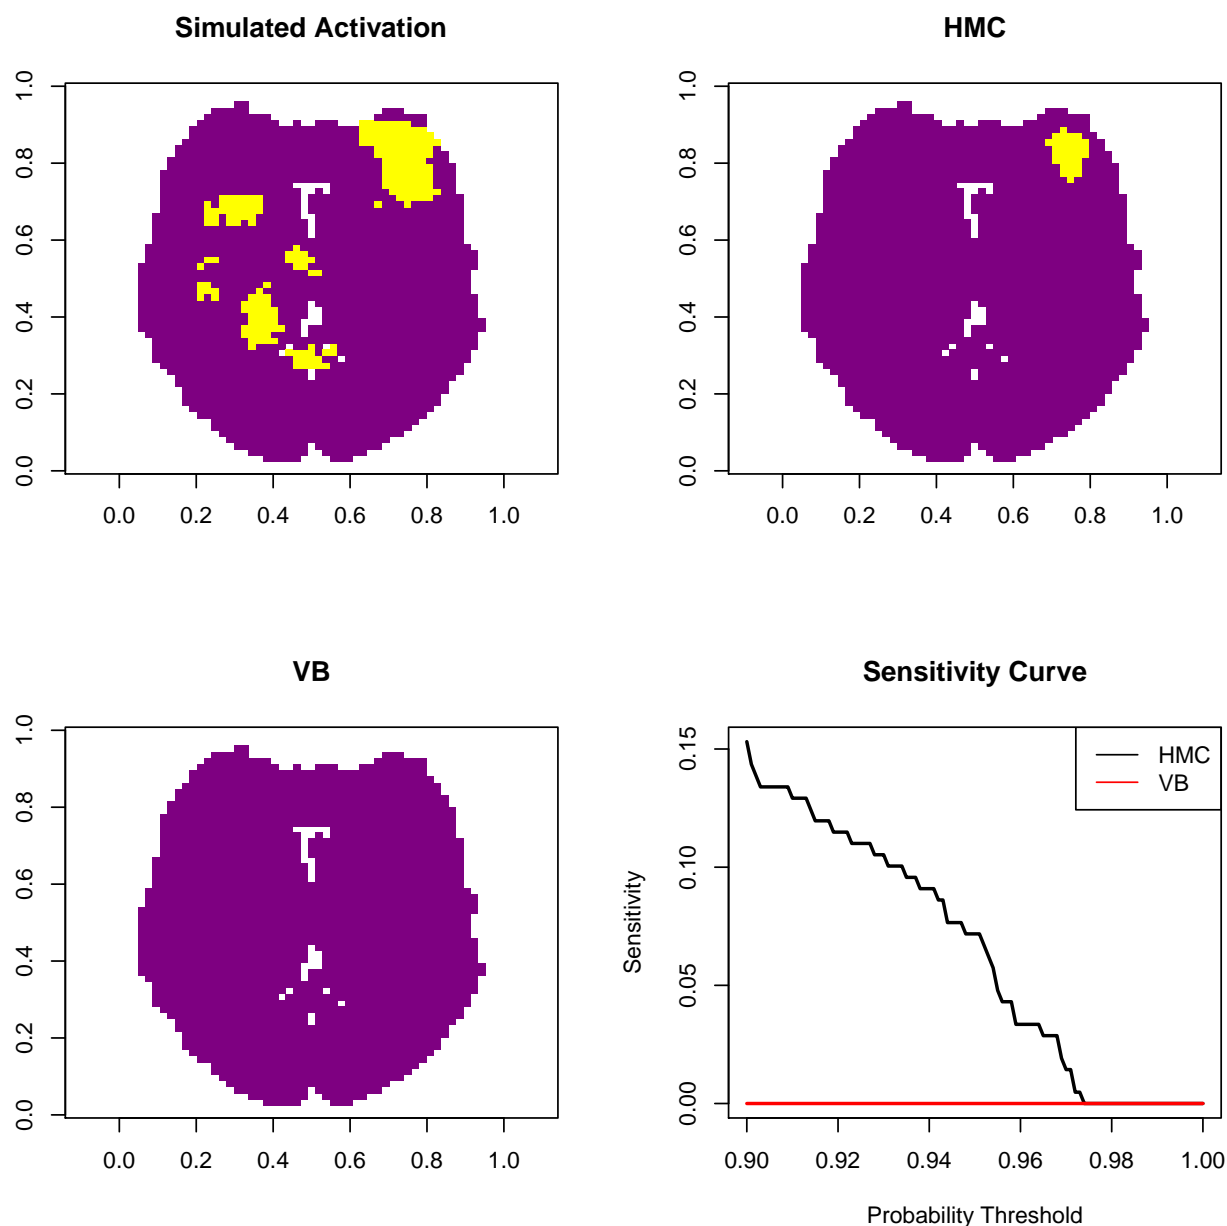 Simulated Activation
1.0
0.8
0.6
0.4
0.2
0.0
0.0 0.2 0.4 0.6 0.8 1.0
HMC
1.0
0.8
0.6
0.4
0.2
0.0
0.0 0.2 0.4 0.6 0.8 1.0
VB
1.0
0.8
0.6
0.4
0.2
0.0
0.0 0.2 0.4 0.6 0.8 1.0
Sensitivity Curve
Sensitivity
0.15
0.10
0.05
0.00
HMC
VB
0.90 0.92 0.94 0.96 0.98 1.00
Probability Threshold